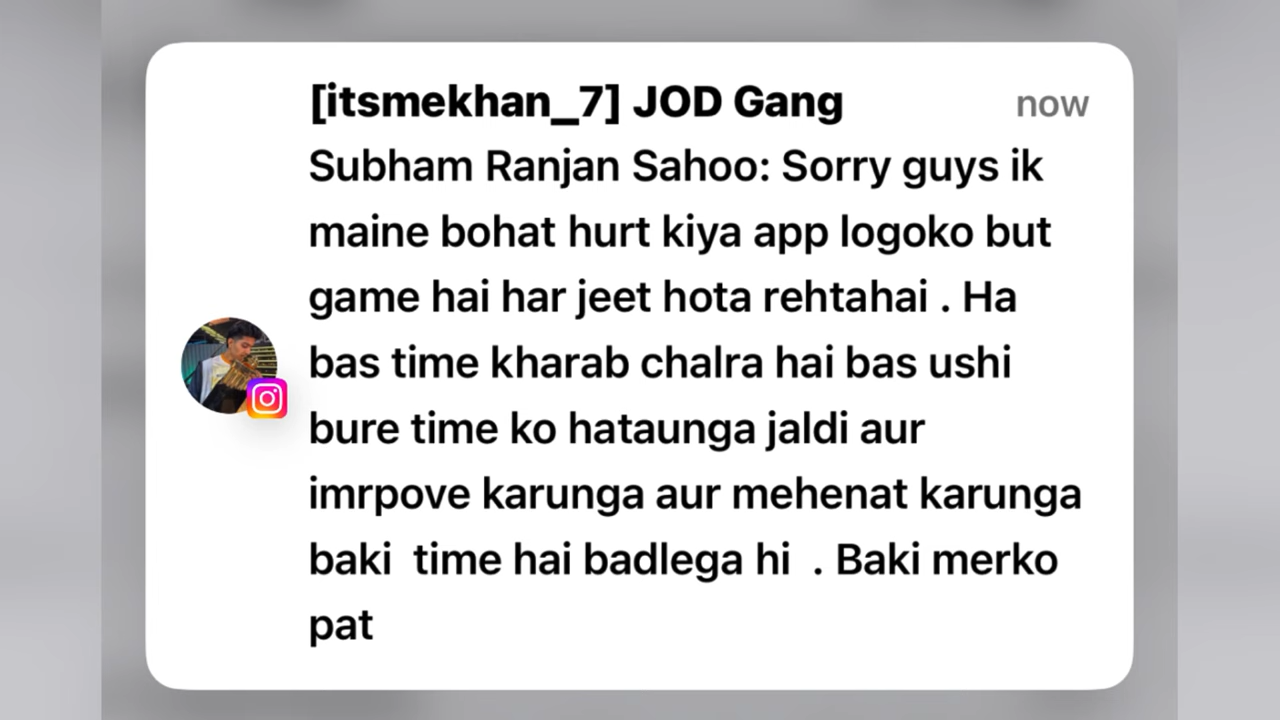 [itsmekhan_7] JOD Gang
now
Subham Ranjan Sahoo: Sorry guys ik
maine bohat hurt kiya app logoko but
game hai har jeet hota rehtahai . Ha
bas time kharab chalra hai bas ushi
bure time ko hataunga jaldi aur
imrpove karunga aur mehenat karunga
baki  time hai badlega hi  . Baki merko
pat